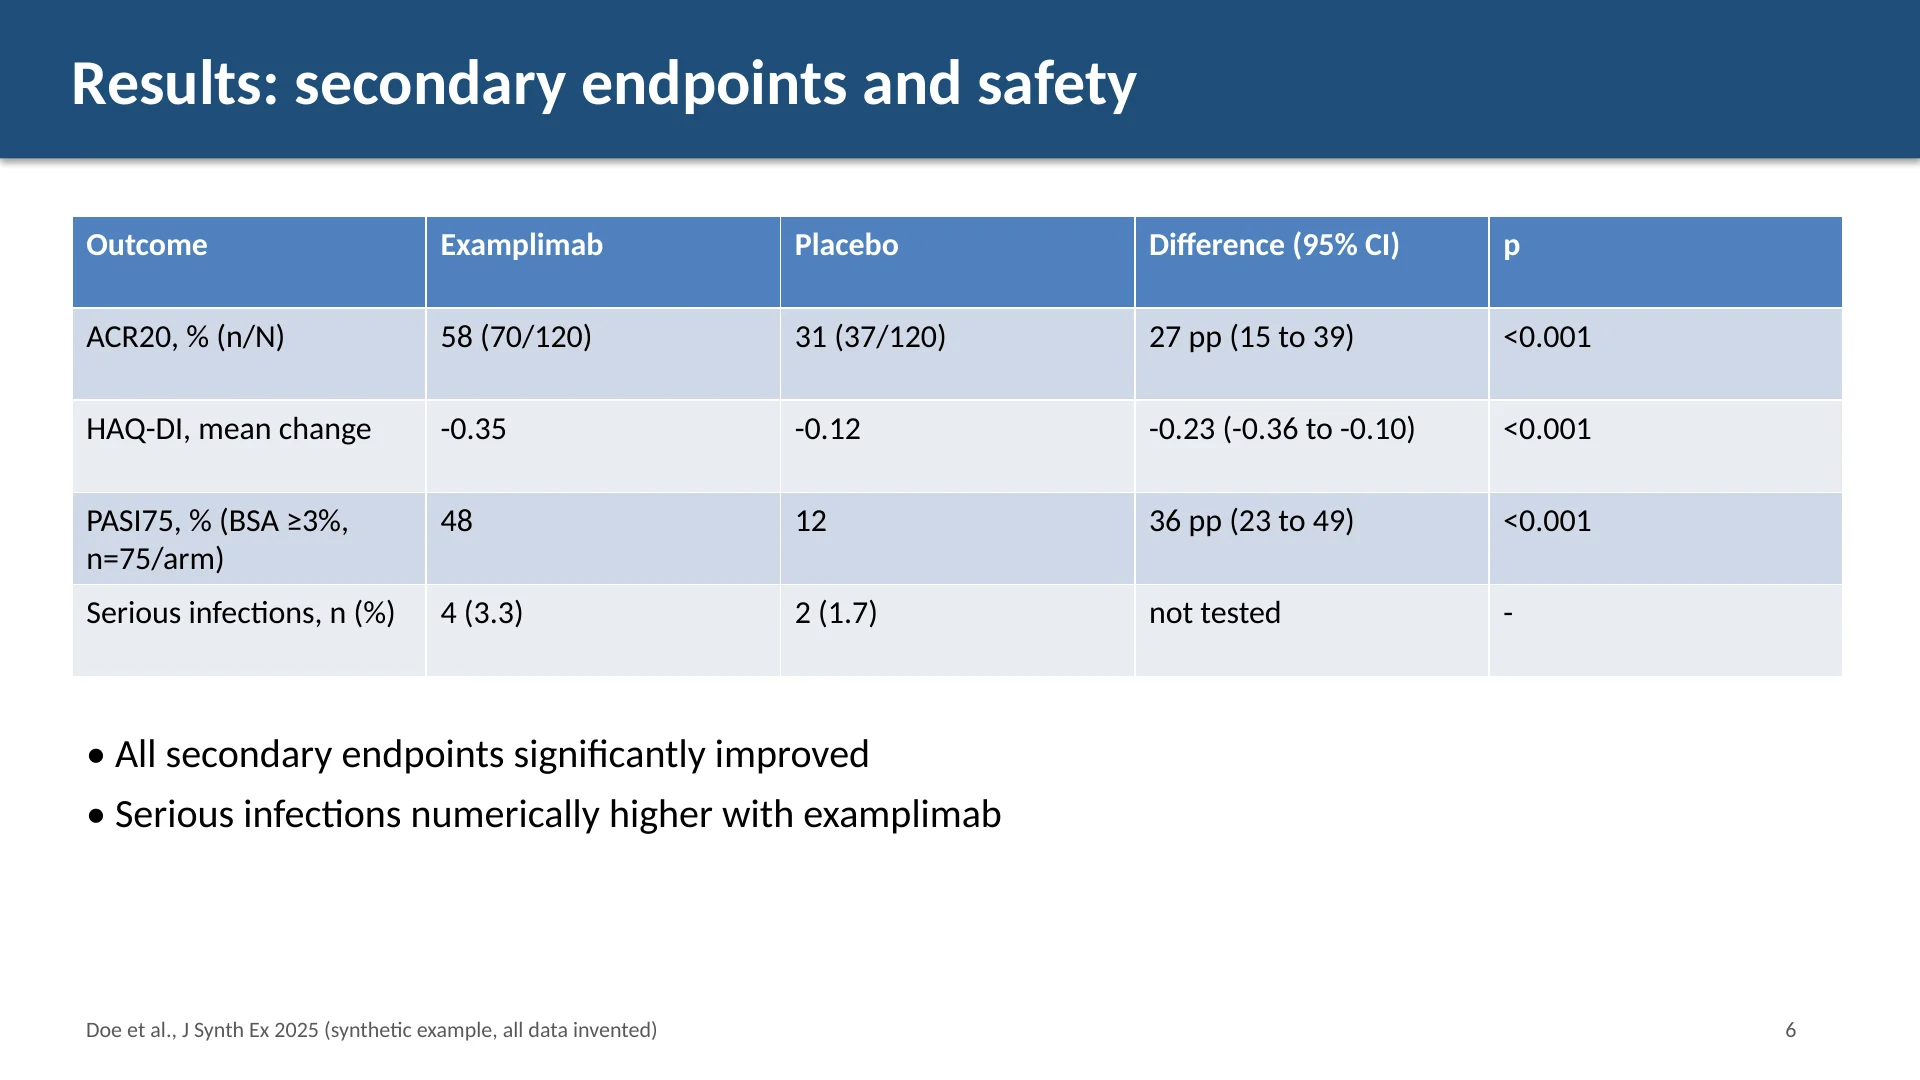 Results: secondary endpoints and safety
Outcome Examplimab Placebo Difference (95% CI) p
ACR20, % (n/N) 58 (70/120) 31 (37/120) 27 pp (15 to 39) <0.001
HAQ-DI, mean change -0.35 -0.12 -0.23 (-0.36 to -0.10) <0.001
PASI75, % (BSA ≥3%, 48 12 36 pp (23 to 49) <0.001
n=75/arm)
Serious infections, n (%) 4 (3.3) 2 (1.7) not tested -
• All secondary endpoints significantly improved
• Serious infections numerically higher with examplimab
Doe et al., J Synth Ex 2025 (synthetic example, all data invented) 6